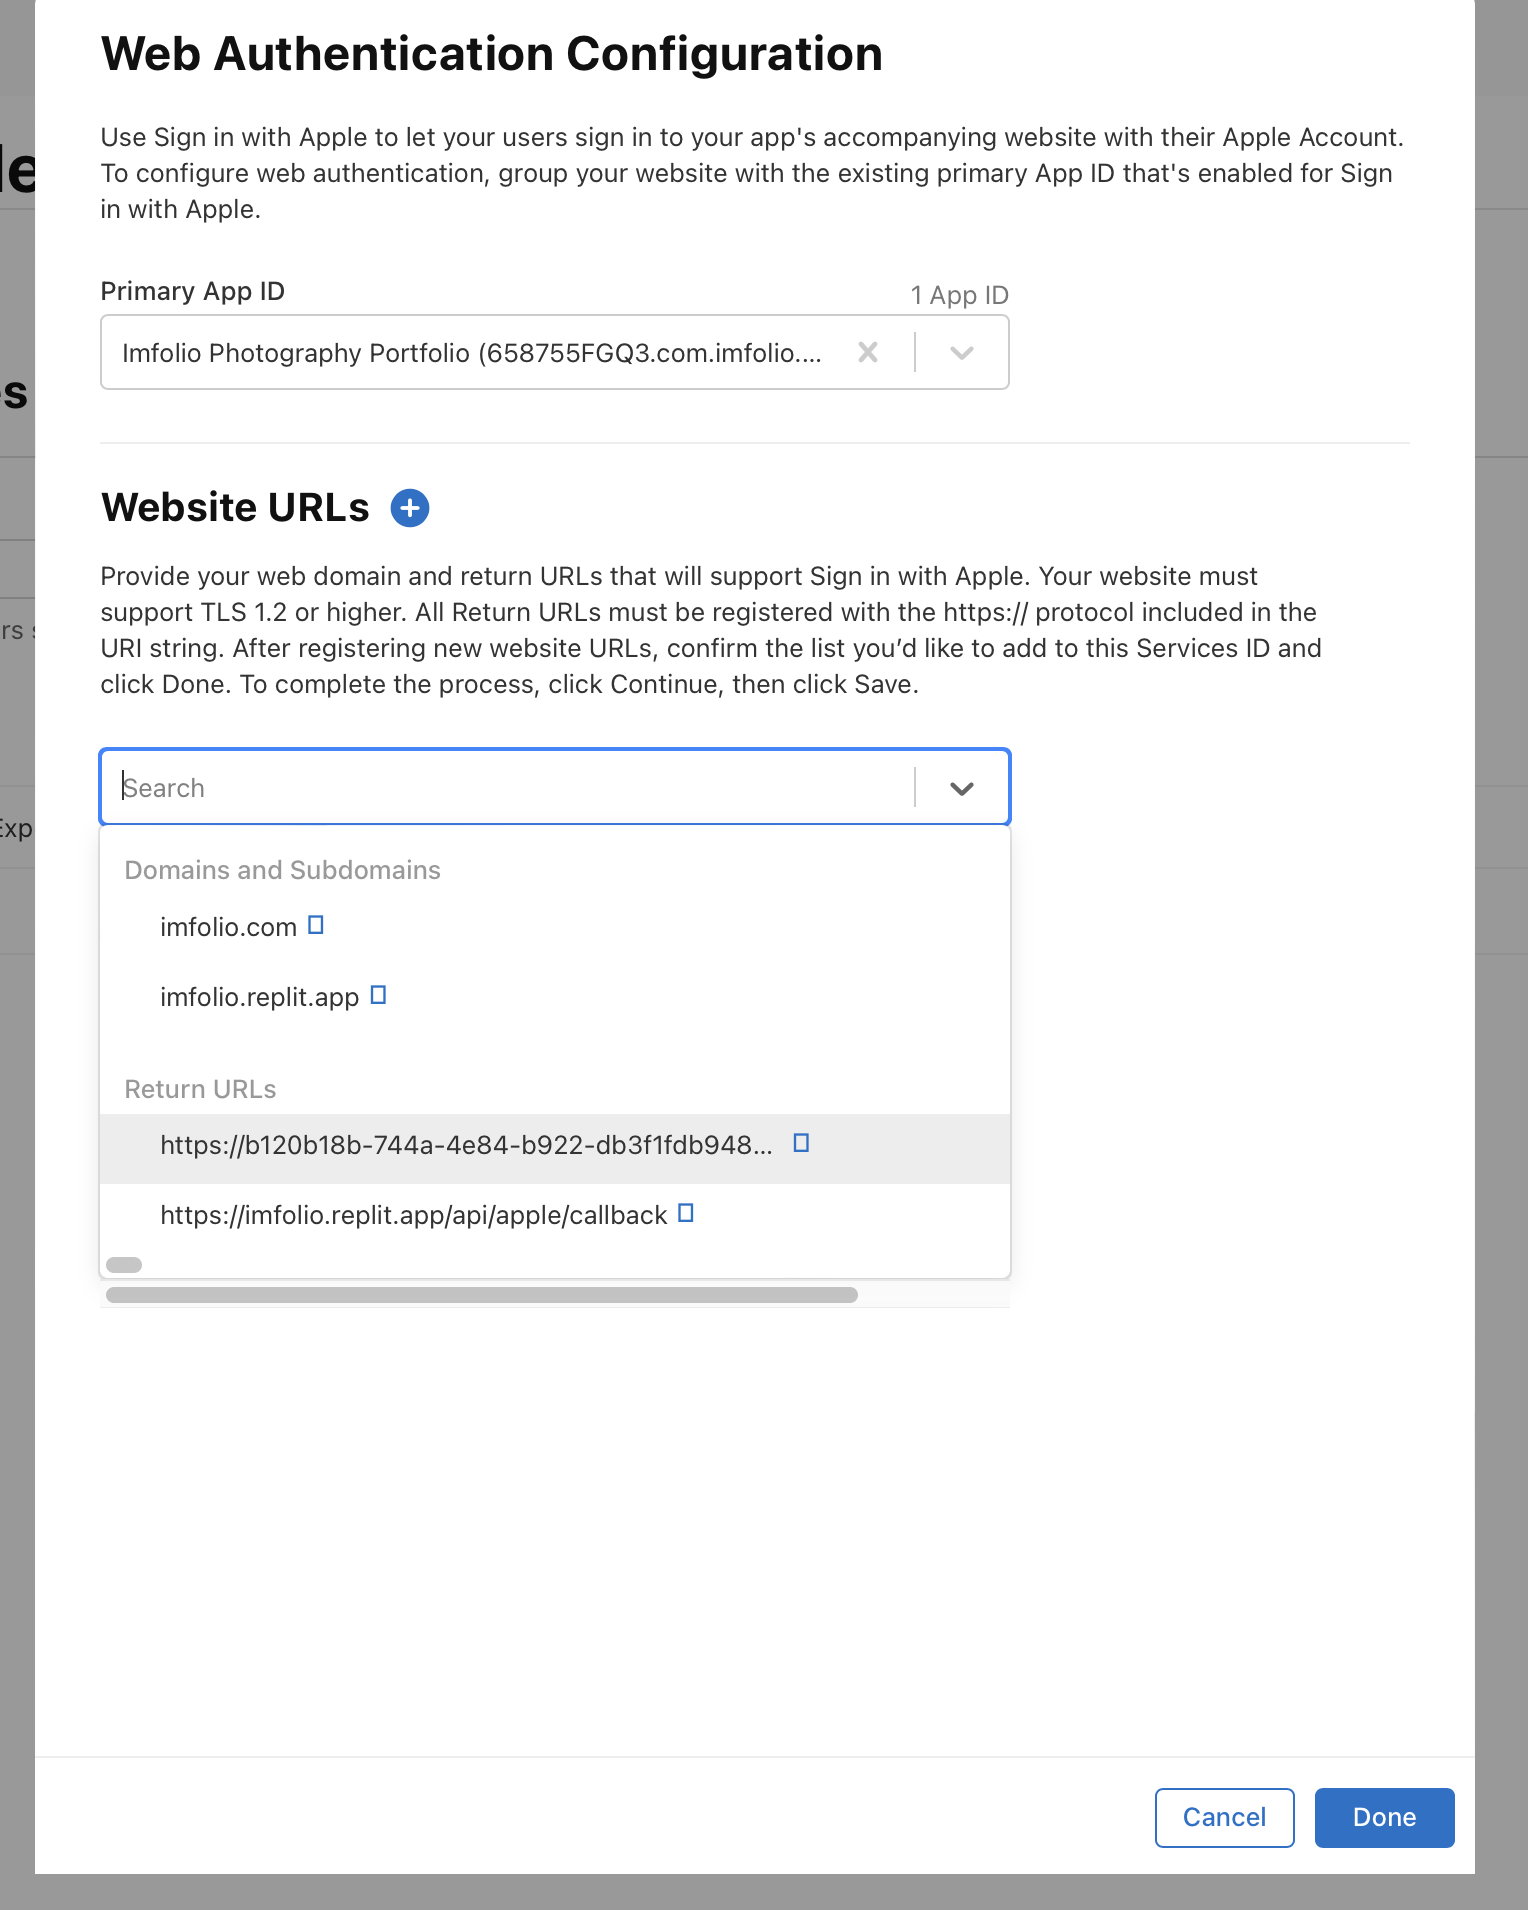 Web Authentication Configuration
Use Sign in with Apple to let your users sign in to your app's accompanying website with their Apple Account.
To configure web authentication, group your website with the existing primary App ID that's enabled for Sign
in with Apple.
Primary App ID
1 App ID
Imfolio Photography Portfolio (658755FGQ3.com.imfolio....
Website URLs
Provide your web domain and return URLs that will support Sign in with Apple. Your website must
support TLS 1.2 or higher. All Return URLs must be registered with the https:// protocol included in the
URI string. After registering new website URLs, confirm the list you’d like to add to this Services ID and
click Done. To complete the process, click Continue, then click Save.
Search
Domains and Subdomains
imfolio.com
imfolio.replit.app
Return URLs
https://b120b18b-744a-4e84-b922-db3f1fdb948...
https://imfolio.replit.app/api/apple/callback
Cancel
Done